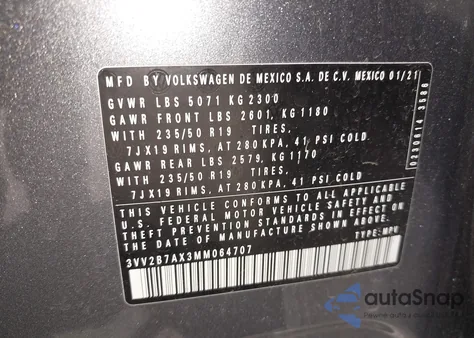 MFD BY VOLKSWAGEN DE MEXICO S.A. DE C.V. MEXICO 01/21
GVWR LBS 5071 KG 2300
GAWR FRONT LBS 2601, KG 1180
WITH 235/50 R19 TIRES,
7JX19 RIMS, AT 280 KPA, 41 PSI COLD.
GAWR REAR LBS 2579, KG 1170
WITH 235/50 R19 TIRES,
7JX19 RIMS, AT 280 KPA, 41 PSI COLD.
THIS VEHICLE CONFORMS TO ALL APPLICABLE
U.S. FEDERAL MOTOR VEHICLE SAFETY AND
THEFT PREVENTION STANDARDS IN EFFECT ON THE
DATE OF MANUFACTURE SHOWN ABOVE.
3VV2B7AX3MM064707 TYPE: MPV
0230614 3588
autaSnap